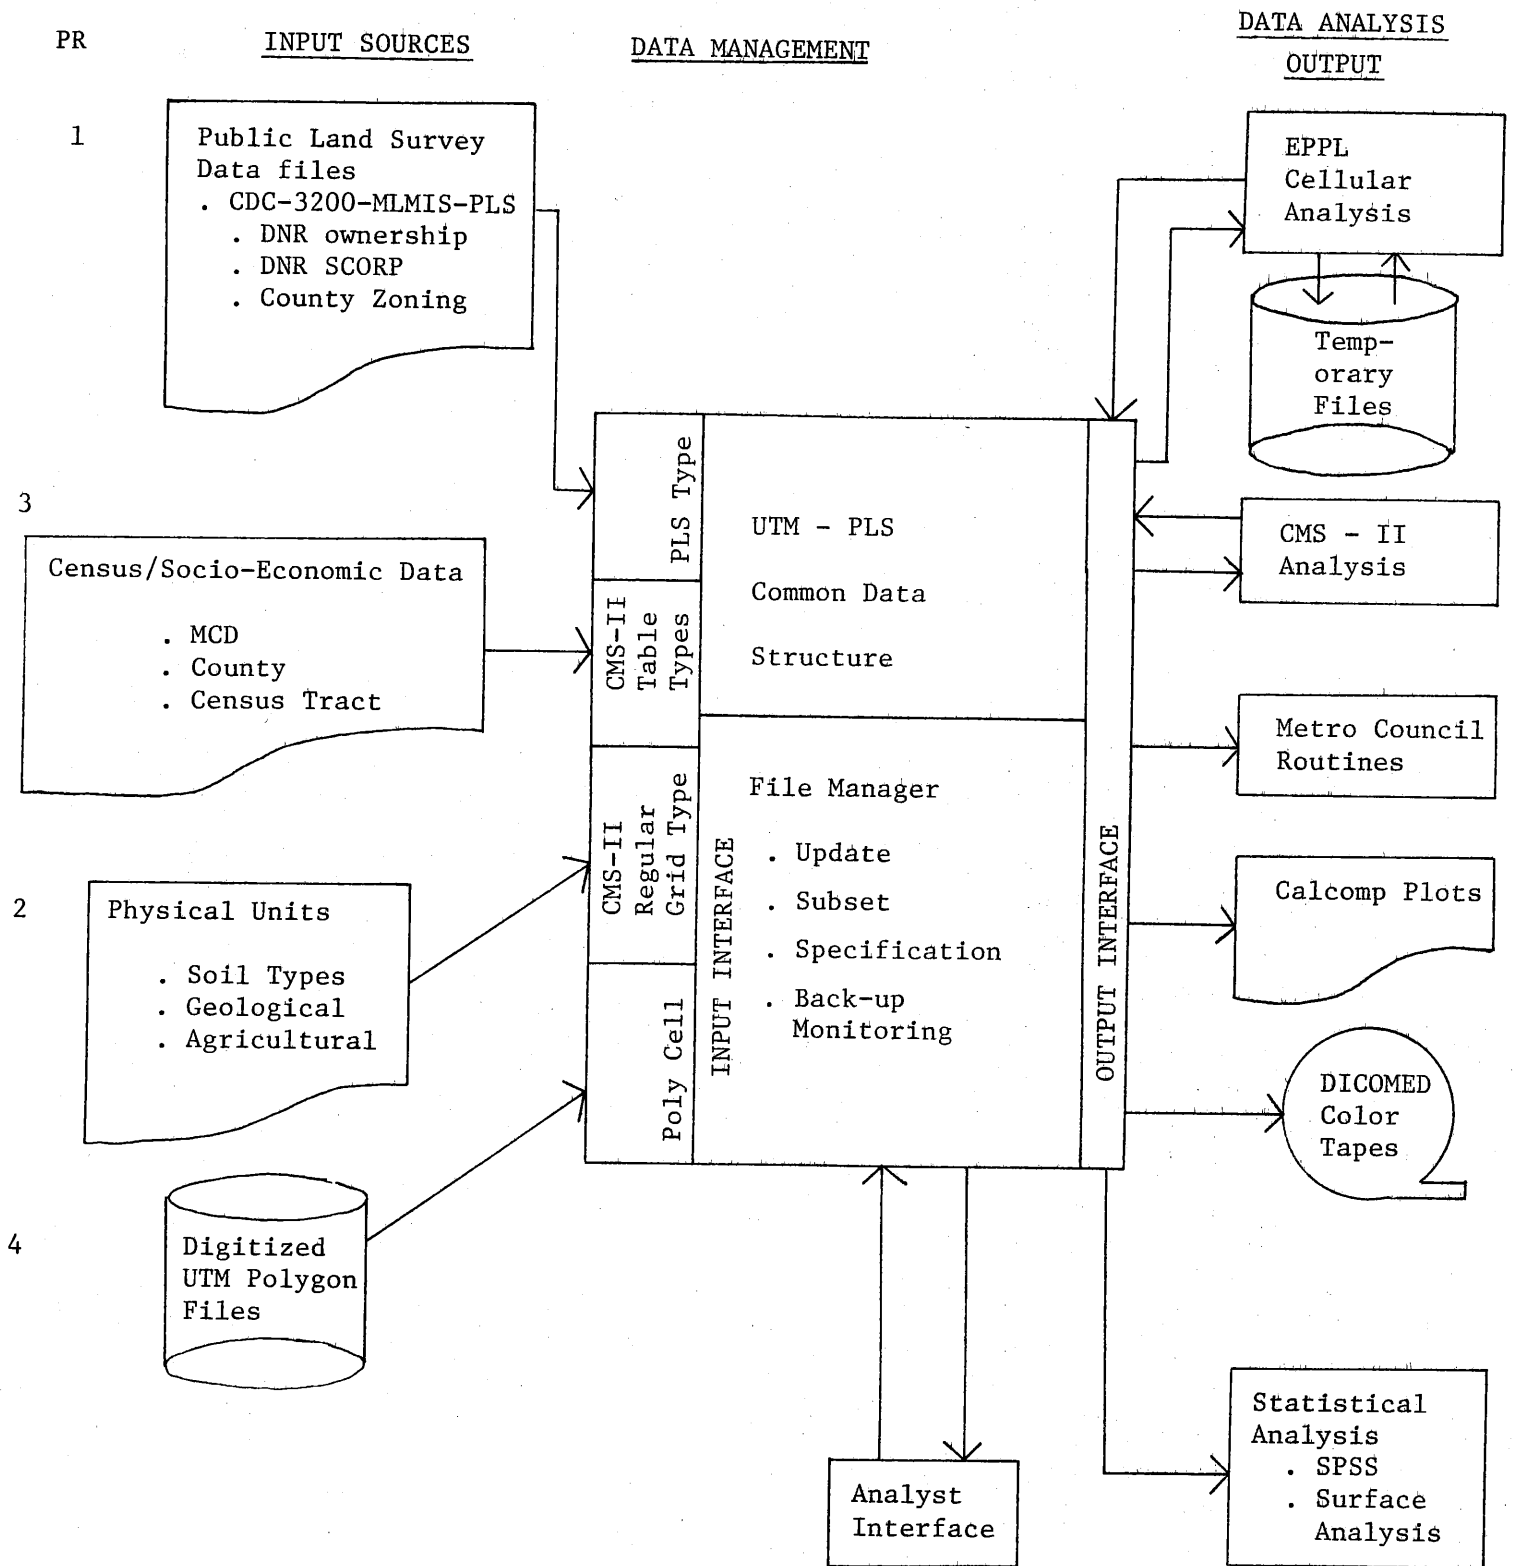 PR
INPUT SOURCES
DATA MANAGEMENT
DATA ANALYSIS
OUTPUT
1
Public Land Survey
Data files
. CDC-3200-MLMIS-PLS
. DNR ownership
. DNR SCORP
. County Zoning
3
Census/Socio-Economic Data
. MCD
. County
. Census Tract
2
Physical Units
. Soil Types
. Geological
. Agricultural
4
Digitized
UTM Polygon
Files
PLS Type
CMS-II
Table
Types
CMS-II
Regular
Grid Type
Poly Cell
INPUT INTERFACE
UTM - PLS
Common Data
Structure
File Manager
. Update
. Subset
. Specification
. Back-up
Monitoring
OUTPUT INTERFACE
Analyst
Interface
EPPL
Cellular
Analysis
Temp-
orary
Files
CMS - II
Analysis
Metro Council
Routines
Calcomp Plots
DICOMED
Color
Tapes
Statistical
Analysis
. SPSS
. Surface
Analysis